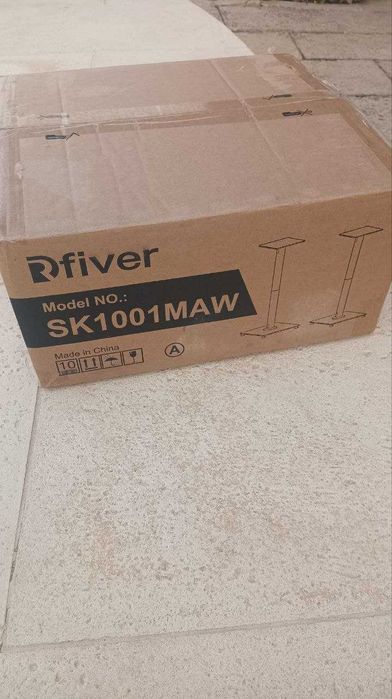 Rfiver
Model NO.:
SK1001MAW
Made in China
10
A